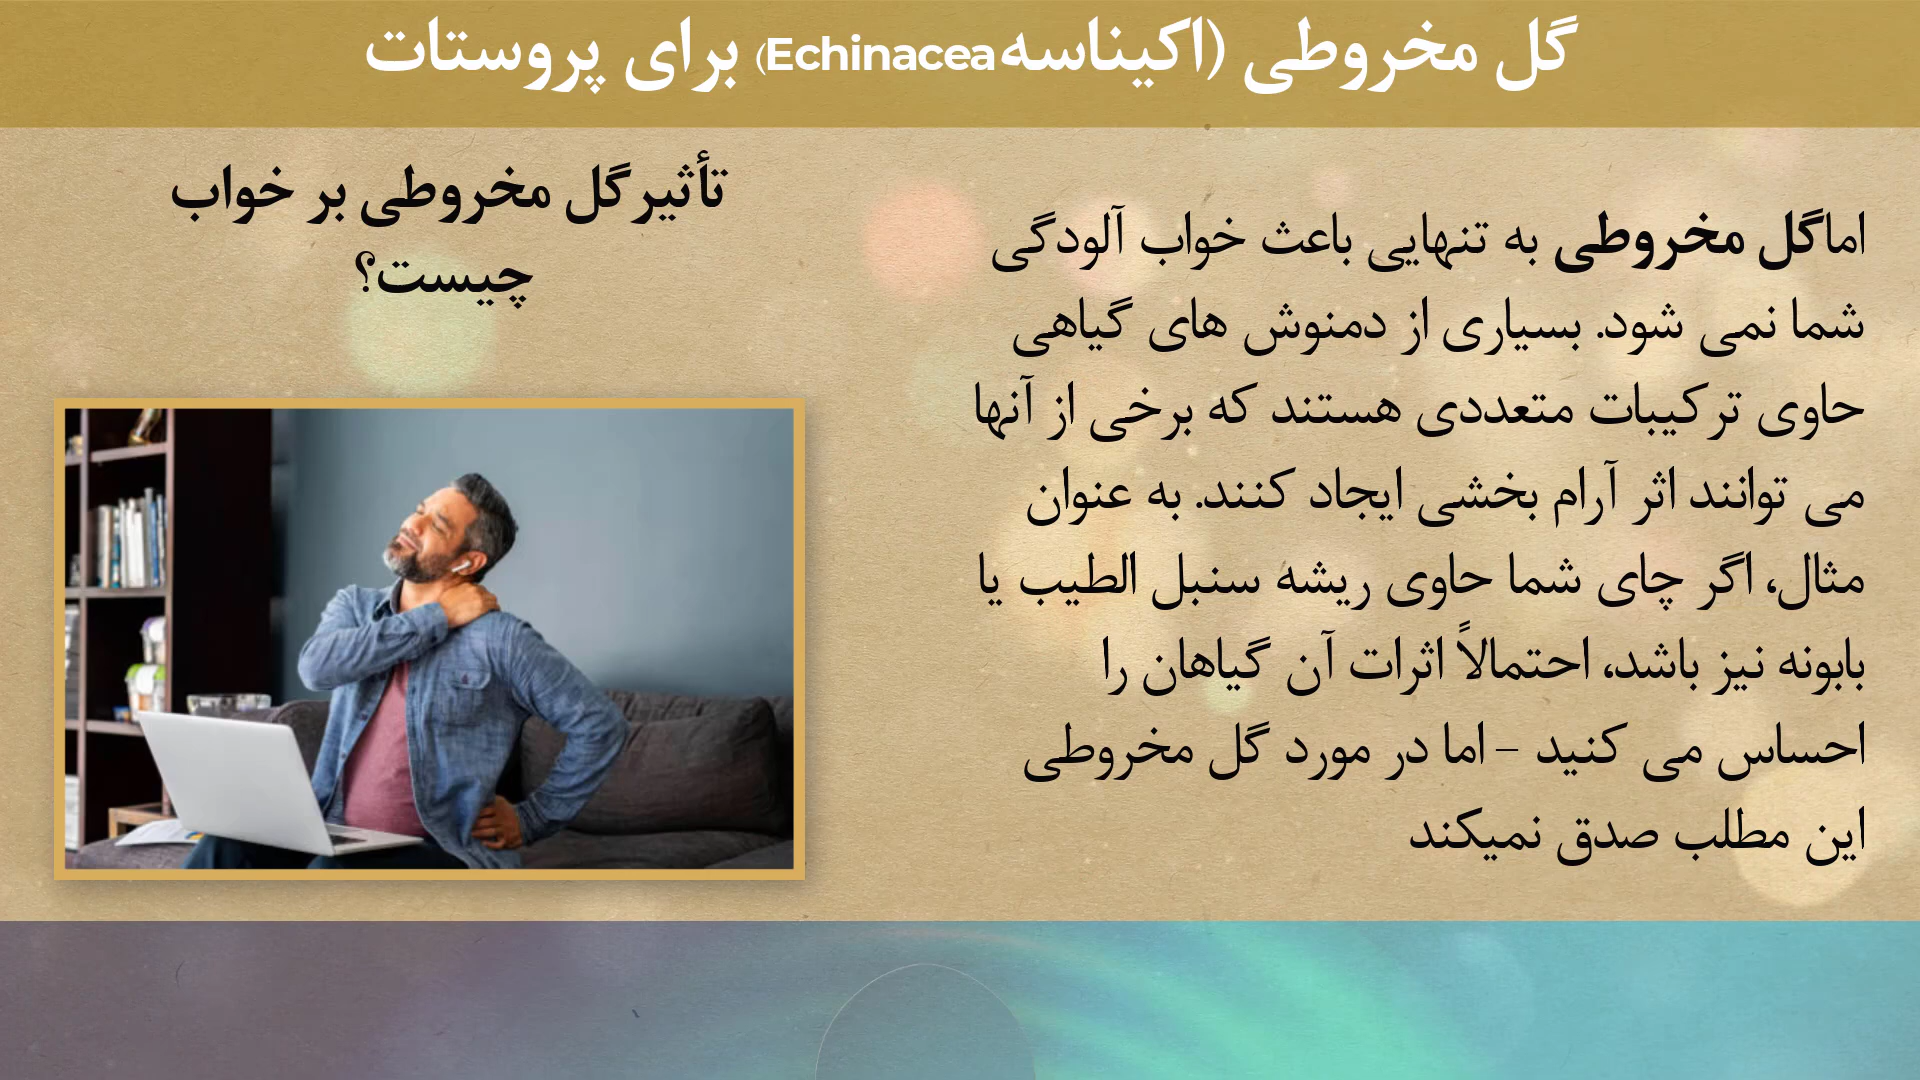 گل مخروطی (اکیناسهEchinacea) برای پروستات
تأثیرگل مخروطی بر خواب
چیست؟
اماگل مخروطی به تنهایی باعث خواب آلودگی
شما نمی شود. بسیاری از دمنوش های گیاهی
حاوی ترکیبات متعددی هستند که برخی از آنها
می توانند اثر آرام بخشی ایجاد کنند. به عنوان
مثال، اگر چای شما حاوی ریشه سنبل الطیب یا
بابونه نیز باشد، احتمالاً اثرات آن گیاهان را
احساس می کنید – اما در مورد گل مخروطی
این مطلب صدق نمیکند